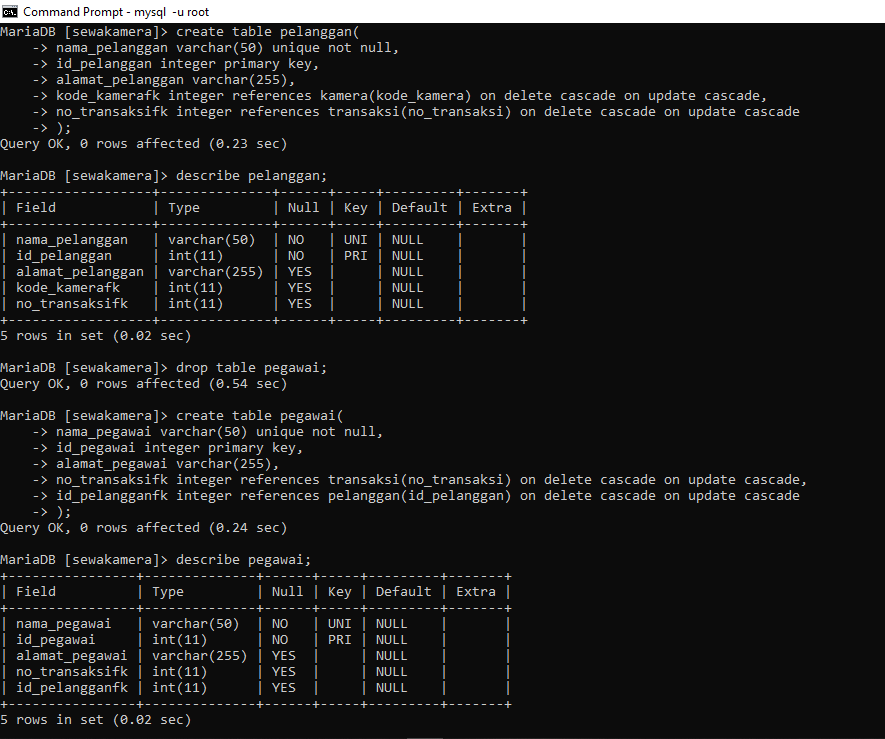 Command Prompt - mysql  -u root
MariaDB [sewakamera]> create table pelanggan(
    -> nama_pelanggan varchar(50) unique not null,
    -> id_pelanggan integer primary key,
    -> alamat_pelanggan varchar(255),
    -> kode_kamerafk integer references kamera(kode_kamera) on delete cascade on update cascade,
    -> no_transaksifk integer references transaksi(no_transaksi) on delete cascade on update cascade
    -> );
Query OK, 0 rows affected (0.23 sec)

MariaDB [sewakamera]> describe pelanggan;
+------------------+--------------+------+-----+---------+-------+
| Field            | Type         | Null | Key | Default | Extra |
+------------------+--------------+------+-----+---------+-------+
| nama_pelanggan   | varchar(50)  | NO   | UNI | NULL    |       |
| id_pelanggan     | int(11)      | NO   | PRI | NULL    |       |
| alamat_pelanggan | varchar(255) | YES  |     | NULL    |       |
| kode_kamerafk    | int(11)      | YES  |     | NULL    |       |
| no_transaksifk   | int(11)      | YES  |     | NULL    |       |
+------------------+--------------+------+-----+---------+-------+
5 rows in set (0.02 sec)

MariaDB [sewakamera]> drop table pegawai;
Query OK, 0 rows affected (0.54 sec)

MariaDB [sewakamera]> create table pegawai(
    -> nama_pegawai varchar(50) unique not null,
    -> id_pegawai integer primary key,
    -> alamat_pegawai varchar(255),
    -> no_transaksifk integer references transaksi(no_transaksi) on delete cascade on update cascade,
    -> id_pelangganfk integer references pelanggan(id_pelanggan) on delete cascade on update cascade
    -> );
Query OK, 0 rows affected (0.24 sec)

MariaDB [sewakamera]> describe pegawai;
+----------------+--------------+------+-----+---------+-------+
| Field          | Type         | Null | Key | Default | Extra |
+----------------+--------------+------+-----+---------+-------+
| nama_pegawai   | varchar(50)  | NO   | UNI | NULL    |       |
| id_pegawai     | int(11)      | NO   | PRI | NULL    |       |
| alamat_pegawai | varchar(255) | YES  |     | NULL    |       |
| no_transaksifk | int(11)      | YES  |     | NULL    |       |
| id_pelangganfk | int(11)      | YES  |     | NULL    |       |
+----------------+--------------+------+-----+---------+-------+
5 rows in set (0.02 sec)